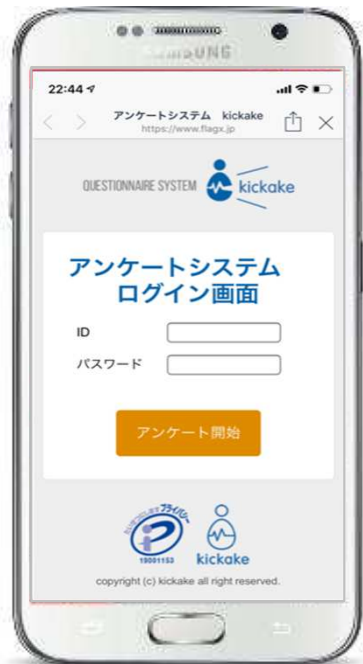 SAMSUNG
22:44
アンケートシステム kickake
https://www.flagx.jp
QUESTIONNAIRE SYSTEM kickake
アンケートシステム
ログイン画面
ID
パスワード
アンケート開始
プライバシー
19001153
kickake
copyright (c) kickake all right reserved.